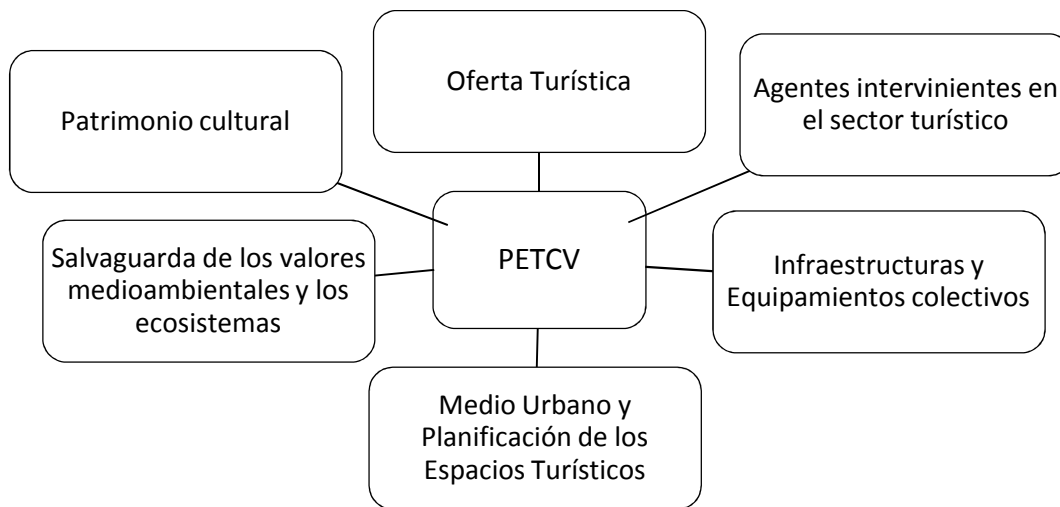 Oferta Turística
Patrimonio cultural
Agentes intervinientes en
el sector turístico
Salvaguarda de los valores
medioambientales y los
ecosistemas
PETCV
Infraestructuras y
Equipamientos colectivos
Medio Urbano y
Planificación de los
Espacios Turísticos